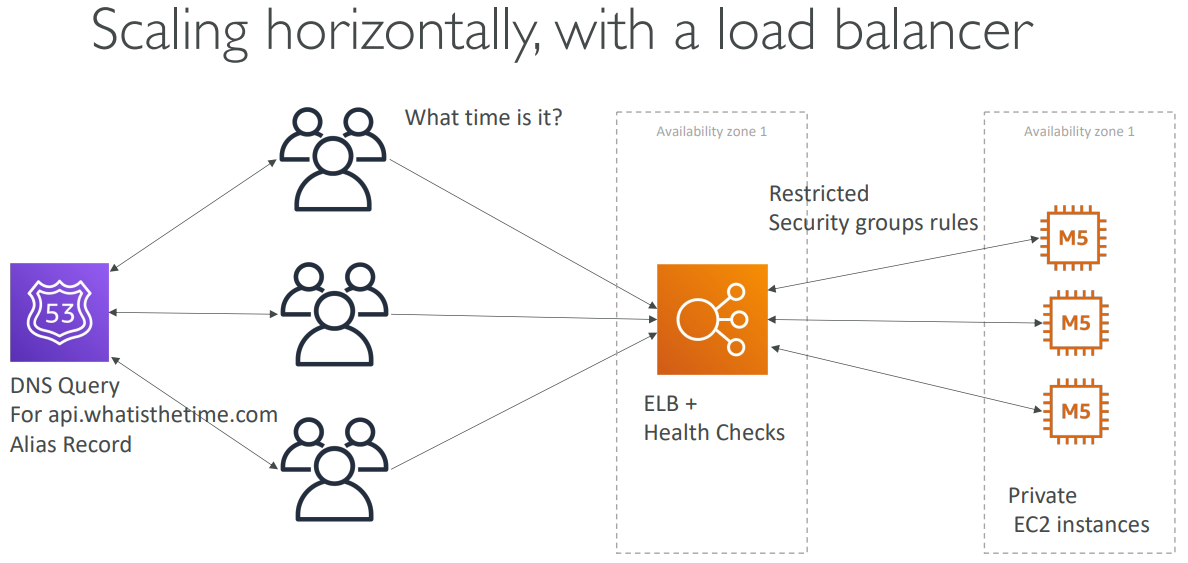 Scaling horizontally, with a load balancer
What time is it?
Availability zone 1
Availability zone 1
Restricted
Security groups rules
M5
53
M5
DNS Query
For api.whatisthetime.com
Alias Record
ELB +
Health Checks
M5
Private
EC2 instances